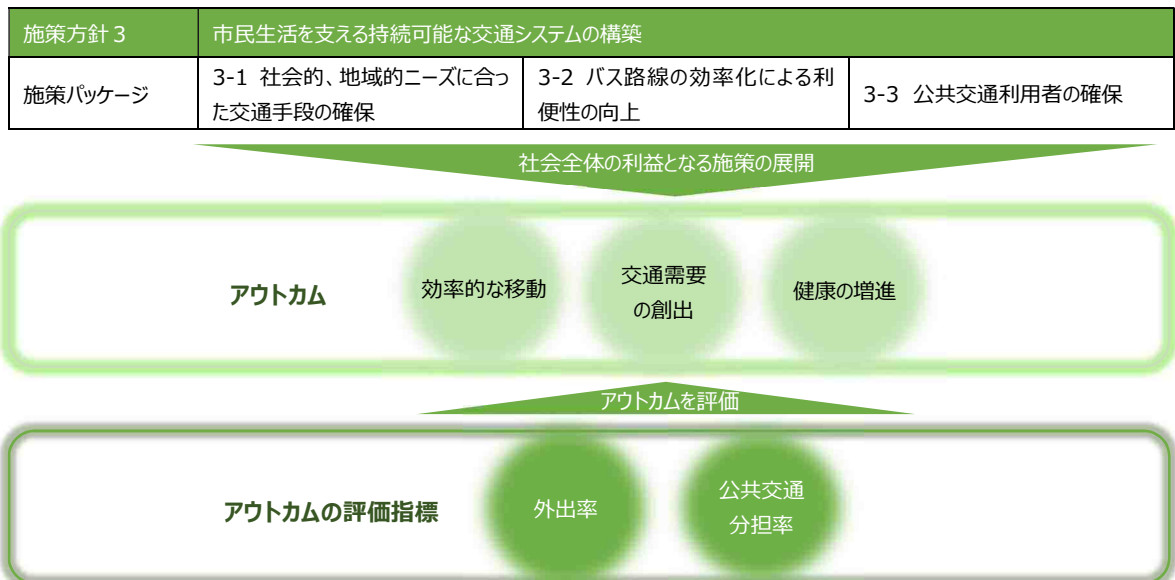 施策方針３
市民生活を支える持続可能な交通システムの構築
施策パッケージ
3-1 社会的、地域的ニーズに合っ
た交通手段の確保
3-2 バス路線の効率化による利
便性の向上
3-3 公共交通利用者の確保
社会全体の利益となる施策の展開
アウトカム
効率的な移動
交通需要
の創出
健康の増進
アウトカムを評価
アウトカムの評価指標
外出率
公共交通
分担率